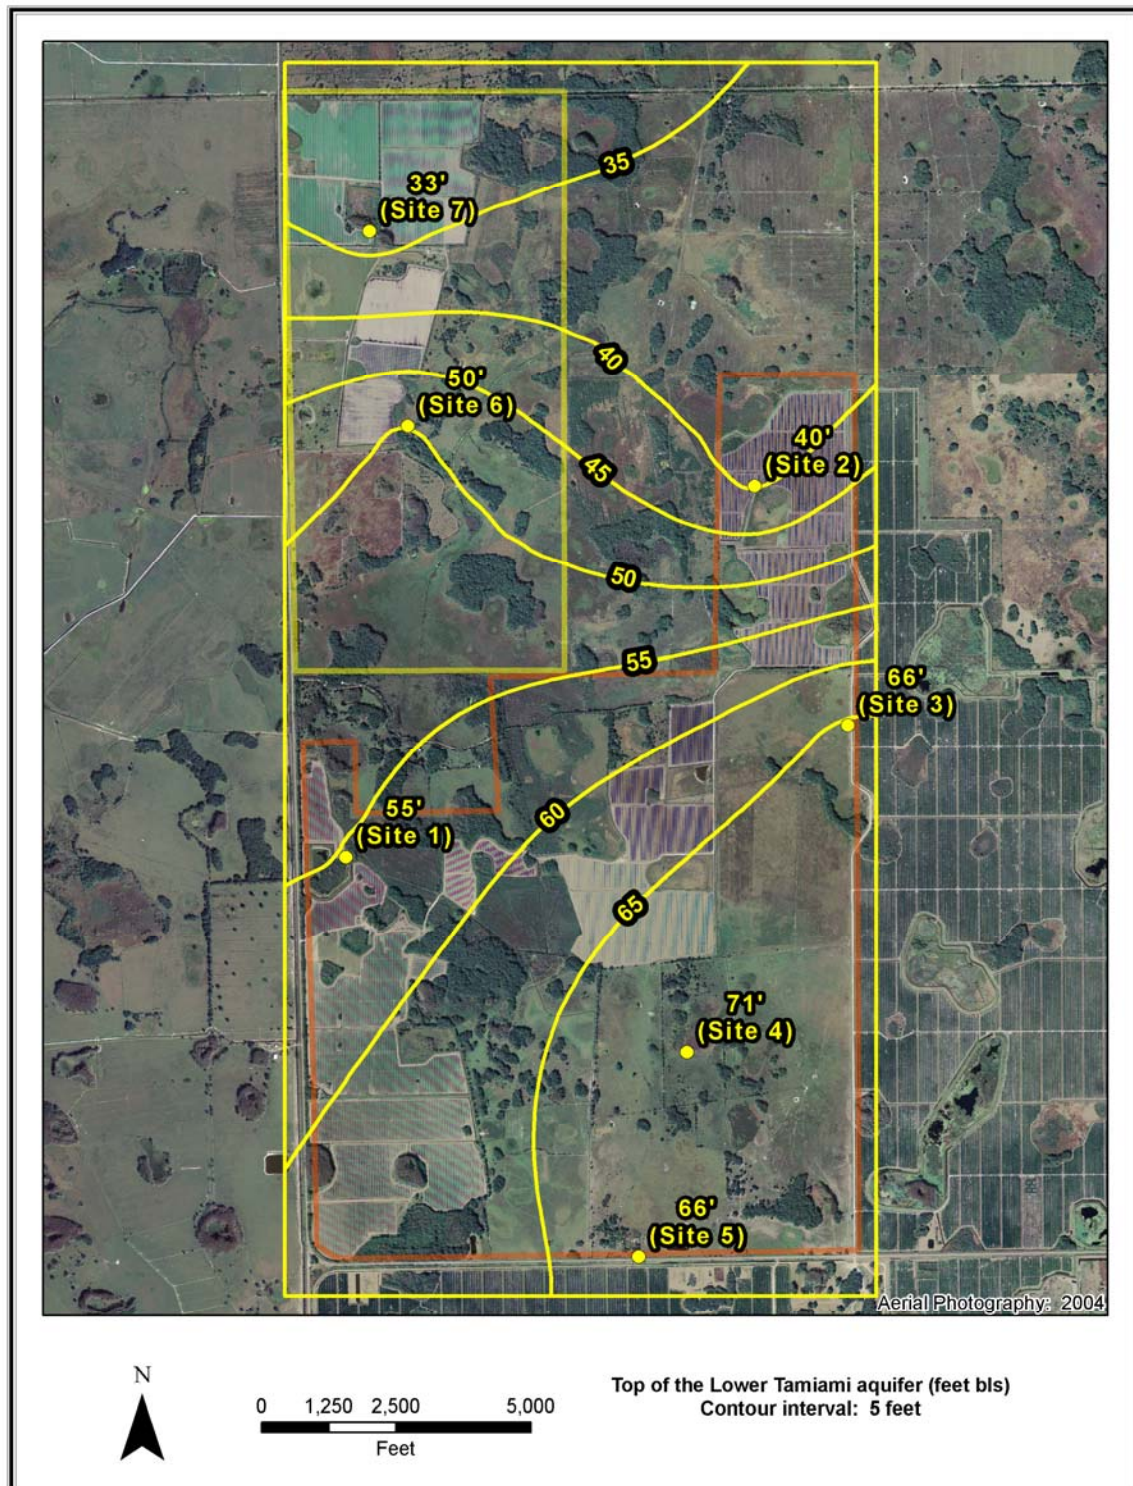 35
33'
(Site 7)
40
50'
(Site 6)
40'
(Site 2)
45
50
55
66'
(Site 3)
60
55'
(Site 1)
65
71'
(Site 4)
66'
(Site 5)
Aerial Photography: 2004
N
0 1,250 2,500 5,000
Feet
Top of the Lower Tamiami aquifer (feet bls)
Contour interval: 5 feet